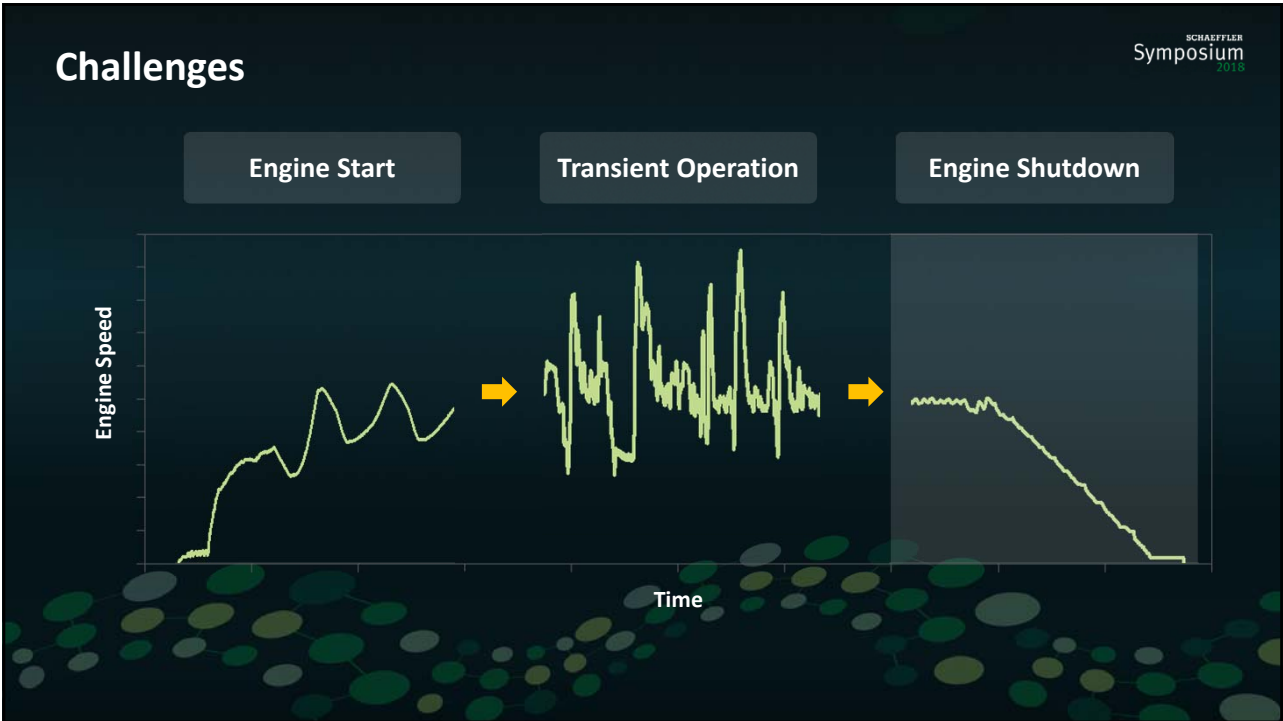 Challenges
SCHAEFFLER
Symposium
2018
Engine Start
Transient Operation
Engine Shutdown
Engine Speed
Time